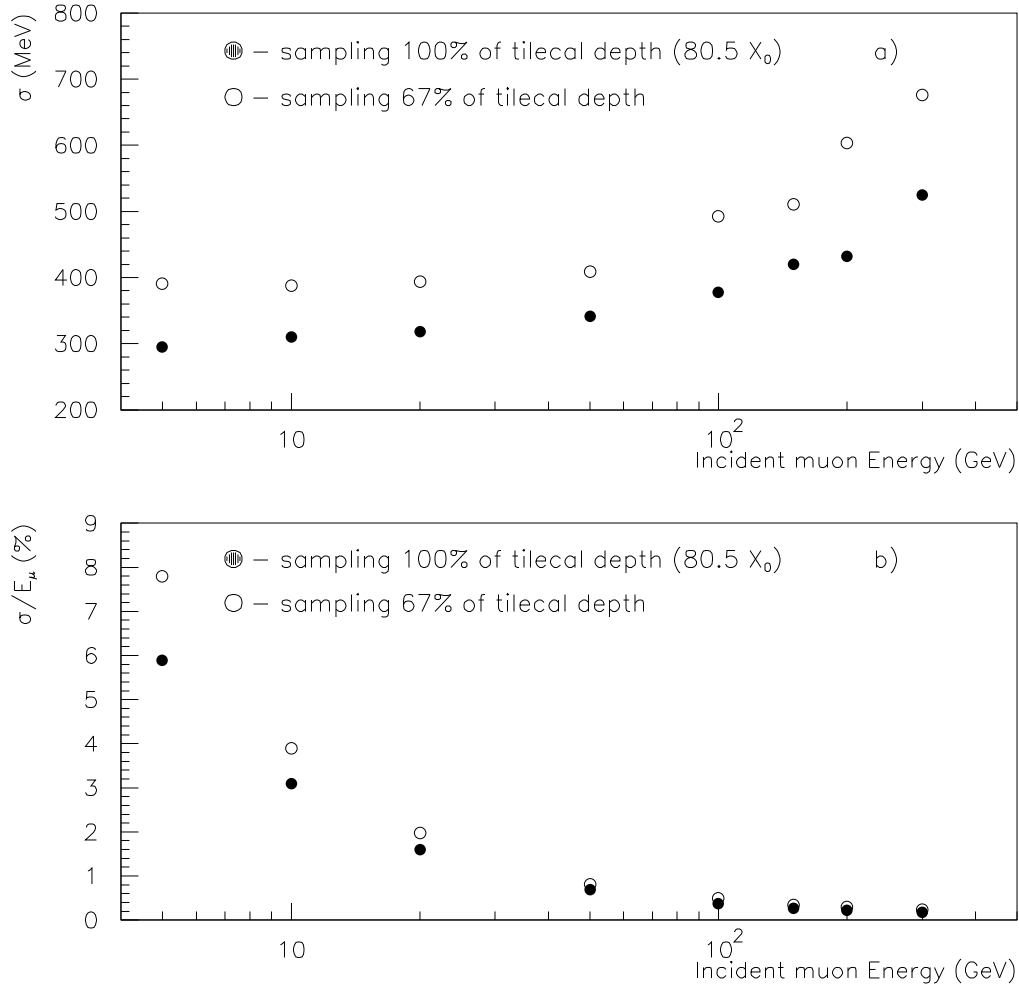 800
700
600
500
400
300
200
σ (MeV)
● – sampling 100% of tilecal depth (80.5 X₀) a)
○ – sampling 67% of tilecal depth
10 10²
Incident muon Energy (GeV)
9
8
7
6
5
4
3
2
1
0
σ/E_μ (%)
● – sampling 100% of tilecal depth (80.5 X₀) b)
○ – sampling 67% of tilecal depth
10 10²
Incident muon Energy (GeV)